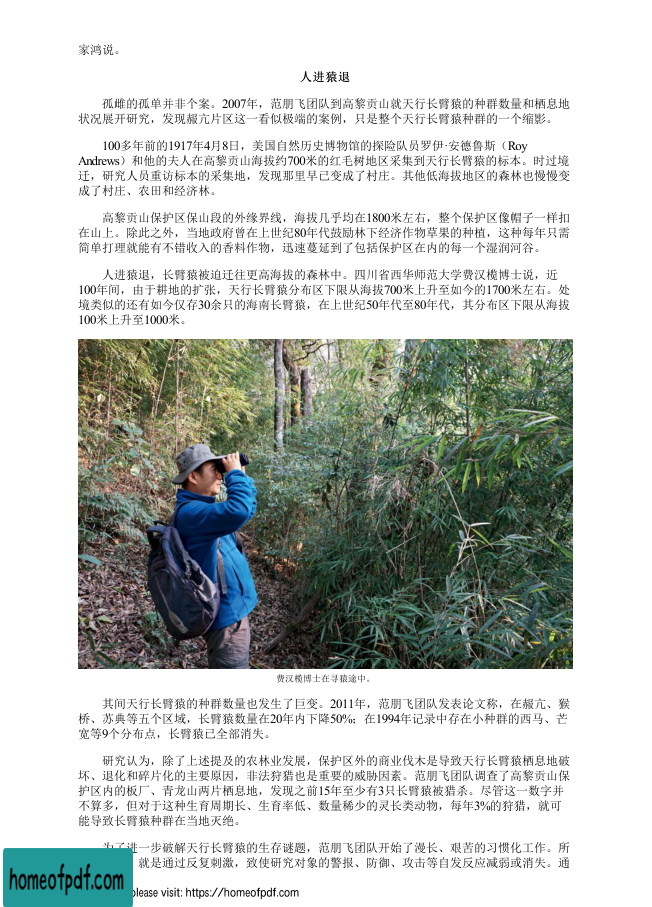 家鸿说。
人进猿退
孤雌的孤单并非个案。2007年，范朋飞团队到高黎贡山就天行长臂猿的种群数量和栖息地
状况展开研究，发现赧亢片区这一看似极端的案例，只是整个天行长臂猿种群的一个缩影。
100多年前的1917年4月8日，美国自然历史博物馆的探险队员罗伊·安德鲁斯（Roy
Andrews）和他的夫人在高黎贡山海拔约700米的红毛树地区采集到天行长臂猿的标本。时过境
迁，研究人员重访标本的采集地，发现那里早已变成了村庄。其他低海拔地区的森林也慢慢变
成了村庄、农田和经济林。
高黎贡山保护区保山段的外缘界线，海拔几乎均在1800米左右，整个保护区像帽子一样扣
在山上。除此之外，当地政府曾在上世纪80年代鼓励林下经济作物草果的种植，这种每年只需
简单打理就能有不错收入的香料作物，迅速蔓延到了包括保护区在内的每一个湿润河谷。
人进猿退，长臂猿被迫迁往更高海拔的森林中。四川省西华师范大学费汉榄博士说，近
100年间，由于耕地的扩张，天行长臂猿分布区下限从海拔700米上升至如今的1700米左右。处
境类似的还有如今仅存30余只的海南长臂猿，在上世纪50年代至80年代，其分布区下限从海拔
100米上升至1000米。
费汉榄博士在寻猿途中。
其间天行长臂猿的种群数量也发生了巨变。2011年，范朋飞团队发表论文称，在赧亢、猴
桥、苏典等五个区域，长臂猿数量在20年内下降50%；在1994年记录中存在小种群的西马、芒
宽等9个分布点，长臂猿已全部消失。
研究认为，除了上述提及的农林业发展，保护区外的商业伐木是导致天行长臂猿栖息地破
坏、退化和碎片化的主要原因，非法狩猎也是重要的威胁因素。范朋飞团队调查了高黎贡山保
护区内的板厂、青龙山两片栖息地，发现之前15年至少有3只长臂猿被猎杀。尽管这一数字并
不算多，但对于这种生育周期长、生育率低、数量稀少的灵长类动物，每年3%的狩猎，就可
能导致长臂猿种群在当地灭绝。
为了进一步破解天行长臂猿的生存谜题，范朋飞团队开始了漫长、艰苦的习惯化工作。所
就是通过反复刺激，致使研究对象的警报、防御、攻击等自发反应减弱或消失。通
homeofpdf.com
please visit: https://homeofpdf.com